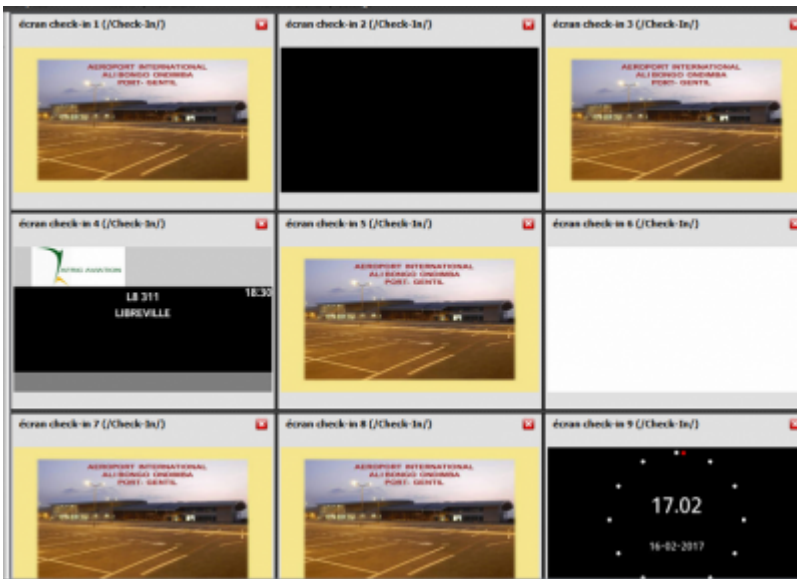 écran check-in 1 (/Check-In/)
écran check-in 2 (/Check-In/)
écran check-in 3 (/Check-In/)
AEROPORT INTERNATIONAL
ALI BONGO ONDIMBA
PORT- GENTIL
AEROPORT INTERNATIONAL
ALI BONGO ONDIMBA
PORT- GENTIL
écran check-in 4 (/Check-In/)
écran check-in 5 (/Check-In/)
écran check-in 6 (/Check-In/)
AVIATION
LB 311
18:30
LIBREVILLE
AEROPORT INTERNATIONAL
ALI BONGO ONDIMBA
PORT- GENTIL
écran check-in 7 (/Check-In/)
écran check-in 8 (/Check-In/)
écran check-in 9 (/Check-In/)
AEROPORT INTERNATIONAL
ALI BONGO ONDIMBA
PORT- GENTIL
AEROPORT INTERNATIONAL
ALI BONGO ONDIMBA
PORT- GENTIL
17.02
16-02-2017